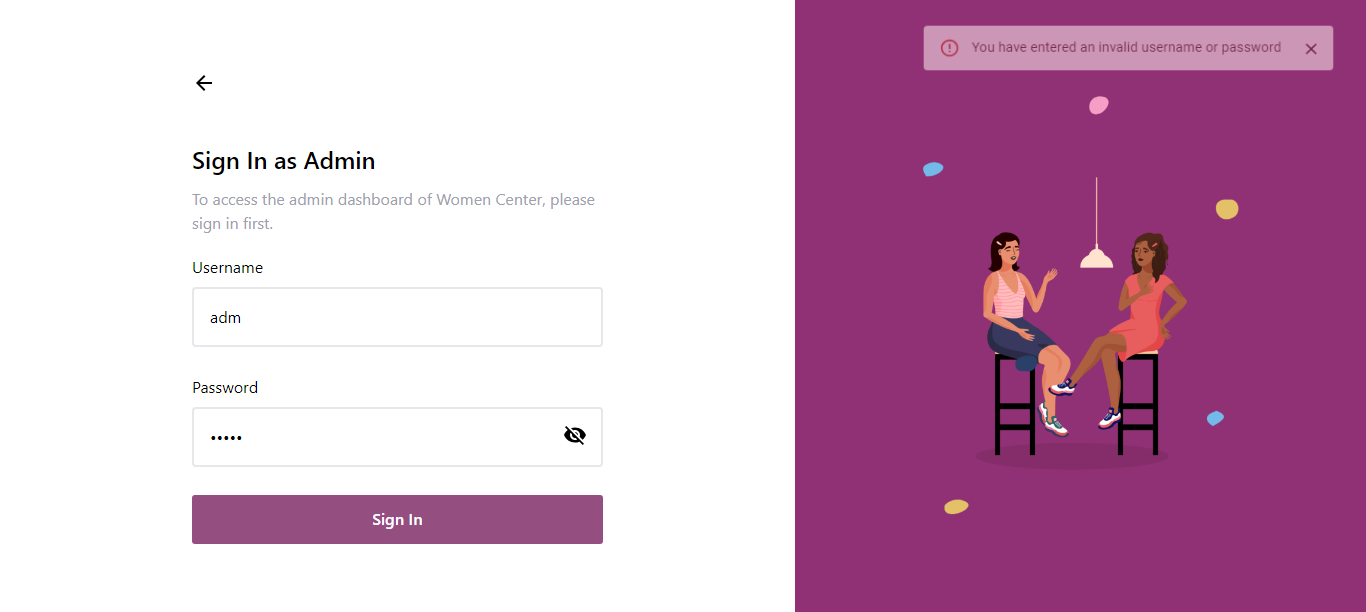 You have entered an invalid username or password
Sign In as Admin
To access the admin dashboard of Women Center, please
sign in first.
Username
adm
Password
•••••
Sign In